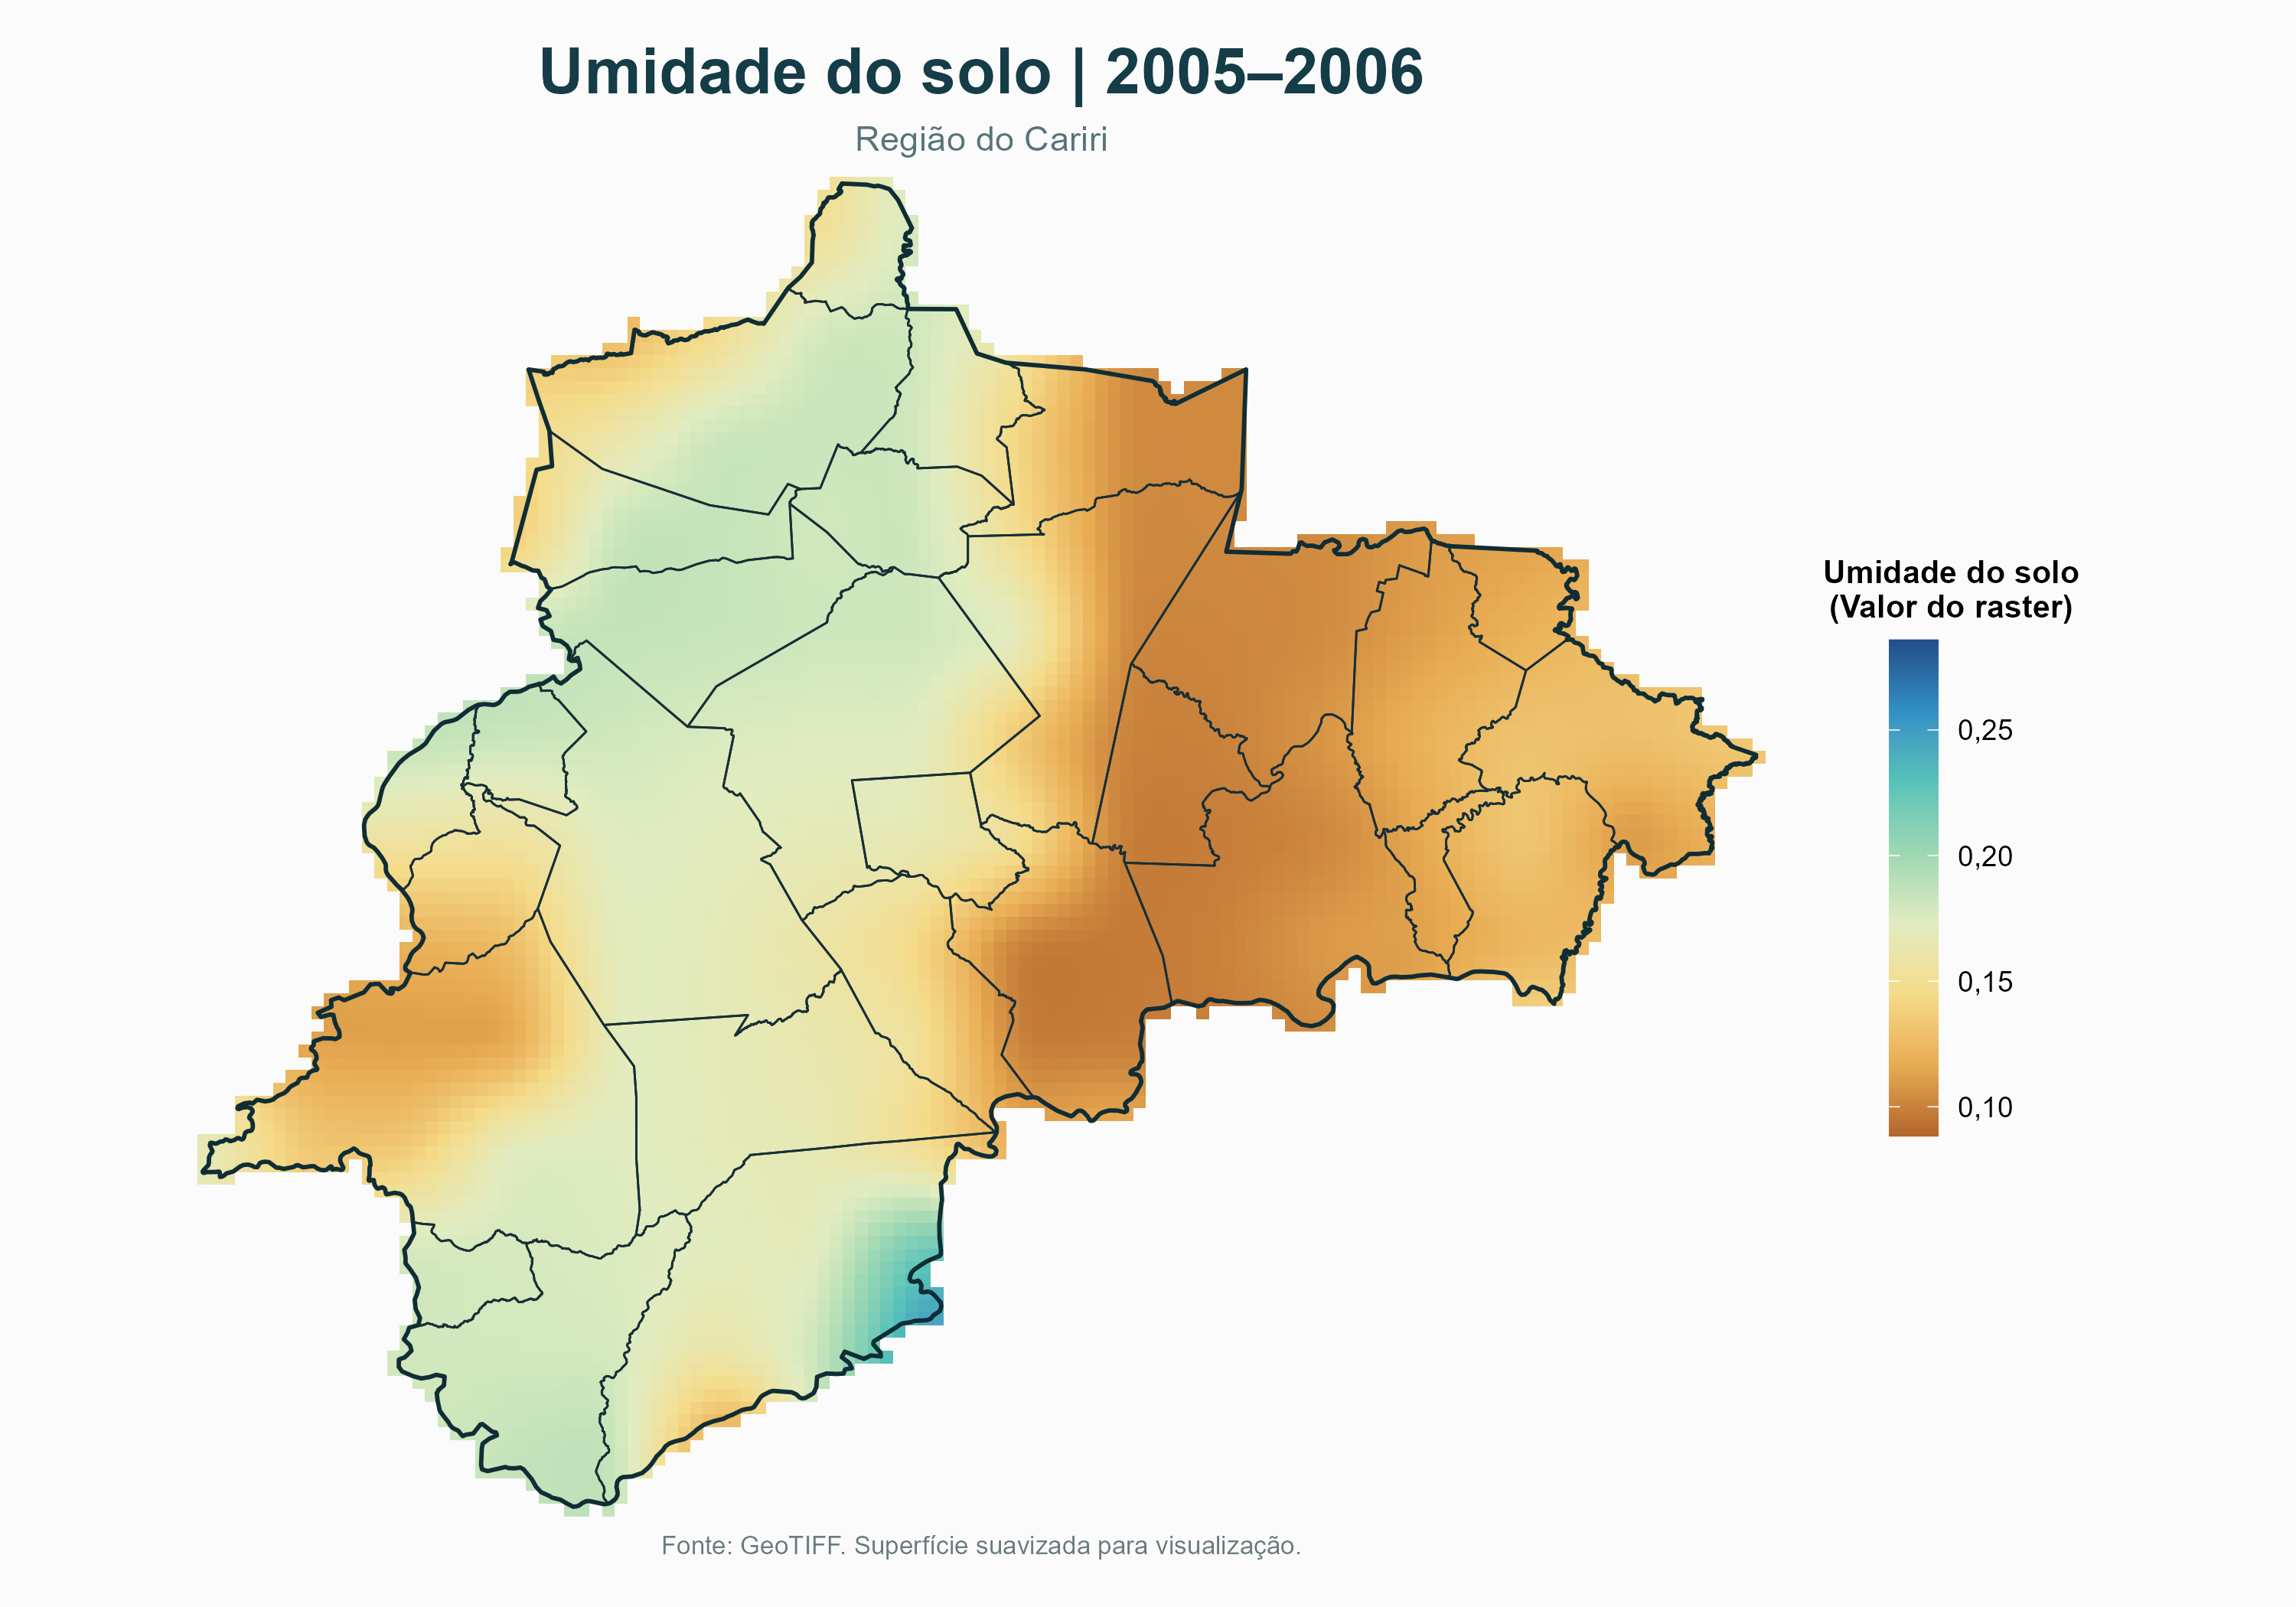 Umidade do solo | 2005–2006
Região do Cariri
Umidade do solo
(Valor do raster)
0,25
0,20
0,15
0,10
Fonte: GeoTIFF. Superfície suavizada para visualização.